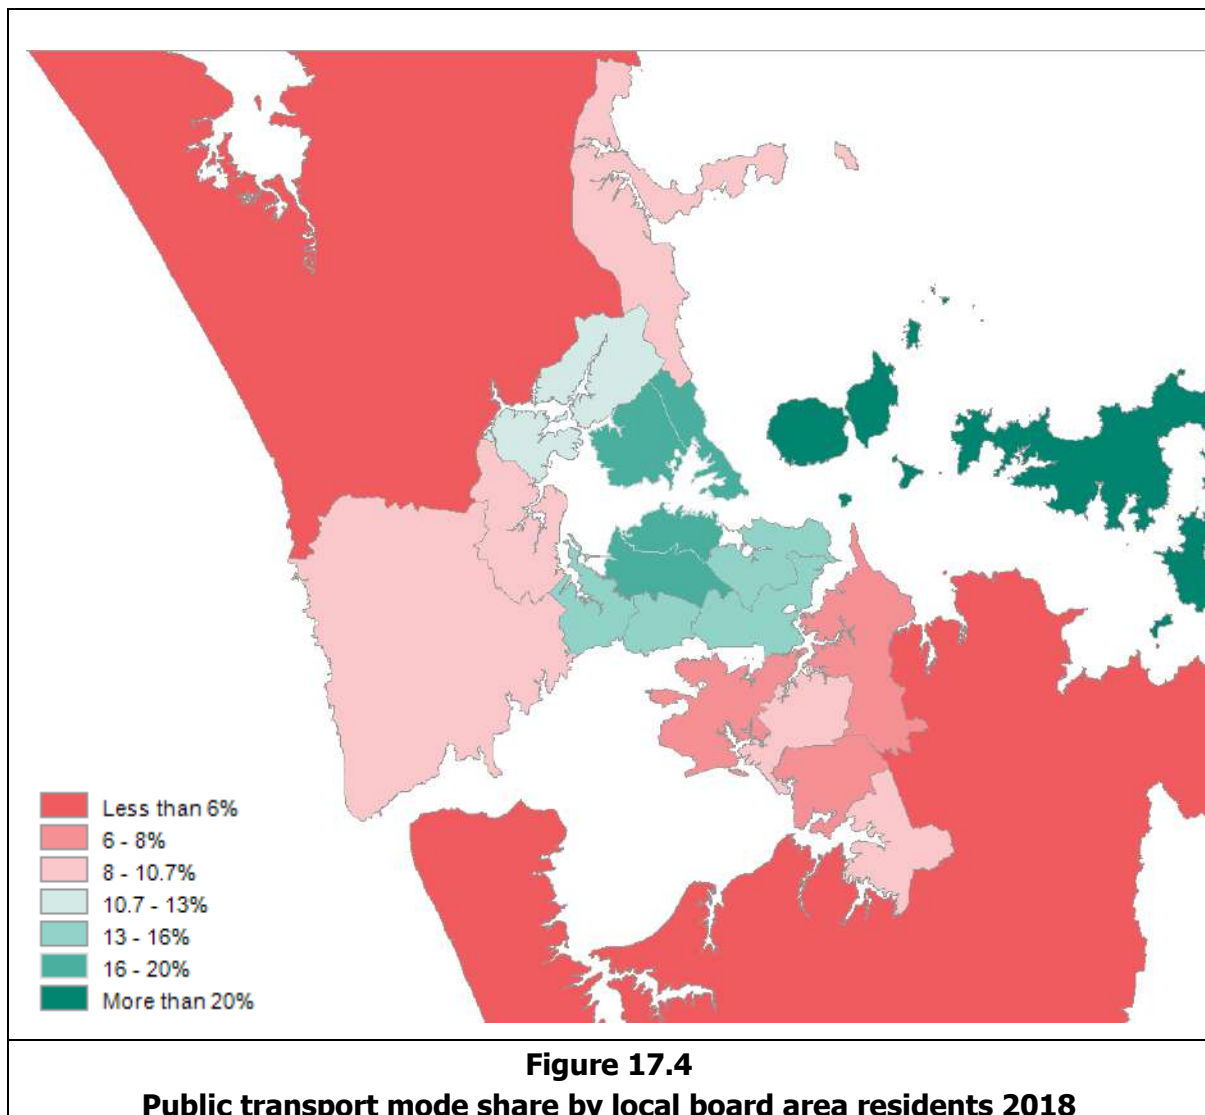 Less than 6%
6 - 8%
8 - 10.7%
10.7 - 13%
13 - 16%
16 - 20%
More than 20%
Figure 17.4
Public transport mode share by local board area residents 2018